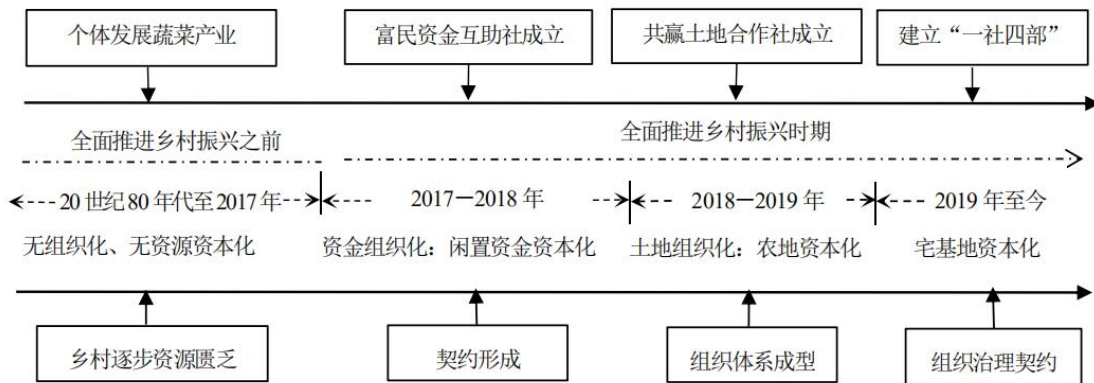 个体发展蔬菜产业 富民资金互助社成立 共赢土地合作社成立 建立“一社四部”
全面推进乡村振兴之前 全面推进乡村振兴时期
20世纪80年代至2017年 2017—2018年 2018—2019年 2019年至今
无组织化、无资源资本化 资金组织化：闲置资金资本化 土地组织化：农地资本化 宅基地资本化
乡村逐步资源匮乏 契约形成 组织体系成型 组织治理契约